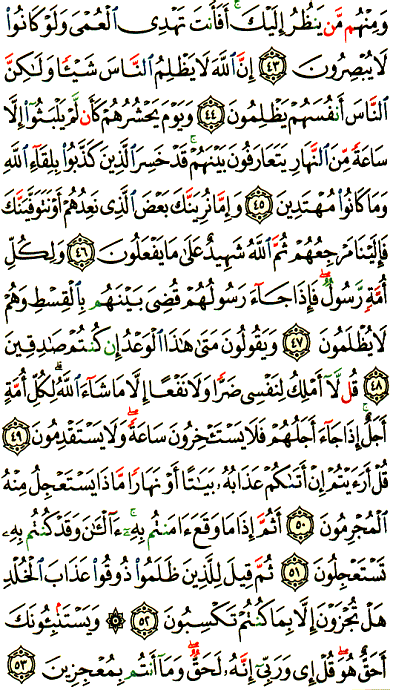 وَمِنْهُم مَّن يَنظُرُ إِلَيْكَ ۚ أَفَأَنتَ تَهْدِى ٱلْعُمْىَ وَلَوْ كَانُوا۟
لَا يُبْصِرُونَ ٤٣ إِنَّ ٱللَّهَ لَا يَظْلِمُ ٱلنَّاسَ شَيْـًٔا وَلَـٰكِنَّ
ٱلنَّاسَ أَنفُسَهُمْ يَظْلِمُونَ ٤٤ وَيَوْمَ يَحْشُرُهُمْ كَأَن لَّمْ يَلْبَثُوٓا۟ إِلَّا
سَاعَةً مِّنَ ٱلنَّهَارِ يَتَعَارَفُونَ بَيْنَهُمْ ۚ قَدْ خَسِرَ ٱلَّذِينَ كَذَّبُوا۟ بِلِقَآءِ ٱللَّهِ
وَمَا كَانُوا۟ مُهْتَدِينَ ٤٥ وَإِمَّا نُرِيَنَّكَ بَعْضَ ٱلَّذِى نَعِدُهُمْ أَوْ نَتَوَفَّيَنَّكَ
فَإِلَيْنَا مَرْجِعُهُمْ ثُمَّ ٱللَّهُ شَهِيدٌ عَلَىٰ مَا يَفْعَلُونَ ٤٦ وَلِكُلِّ
أُمَّةٍ رَّسُولٌ ۖ فَإِذَا جَآءَ رَسُولُهُمْ قُضِىَ بَيْنَهُم بِٱلْقِسْطِ وَهُمْ
لَا يُظْلَمُونَ ٤٧ وَيَقُولُونَ مَتَىٰ هَـٰذَا ٱلْوَعْدُ إِن كُنتُمْ صَـٰدِقِينَ
٤٨ قُل لَّآ أَمْلِكُ لِنَفْسِى ضَرًّا وَلَا نَفْعًا إِلَّا مَا شَآءَ ٱللَّهُ ۗ لِكُلِّ أُمَّةٍ
أَجَلٌ ۚ إِذَا جَآءَ أَجَلُهُمْ فَلَا يَسْتَـْٔخِرُونَ سَاعَةً ۖ وَلَا يَسْتَقْدِمُونَ ٤٩
قُلْ أَرَءَيْتُمْ إِنْ أَتَىٰكُمْ عَذَابُهُۥ بَيَـٰتًا أَوْ نَهَارًا مَّاذَا يَسْتَعْجِلُ مِنْهُ
ٱلْمُجْرِمُونَ ٥٠ أَثُمَّ إِذَا مَا وَقَعَ ءَامَنتُم بِهِۦٓ ۚ ءَآلْـَٔـٰنَ وَقَدْ كُنتُم بِهِۦ
تَسْتَعْجِلُونَ ٥١ ثُمَّ قِيلَ لِلَّذِينَ ظَلَمُوا۟ ذُوقُوا۟ عَذَابَ ٱلْخُلْدِ
هَلْ تُجْزَوْنَ إِلَّا بِمَا كُنتُمْ تَكْسِبُونَ ٥٢ ۞ وَيَسْتَنۢبِـُٔونَكَ
أَحَقٌّ هُوَ ۖ قُلْ إِى وَرَبِّىٓ إِنَّهُۥ لَحَقٌّ ۖ وَمَآ أَنتُم بِمُعْجِزِينَ ٥٣